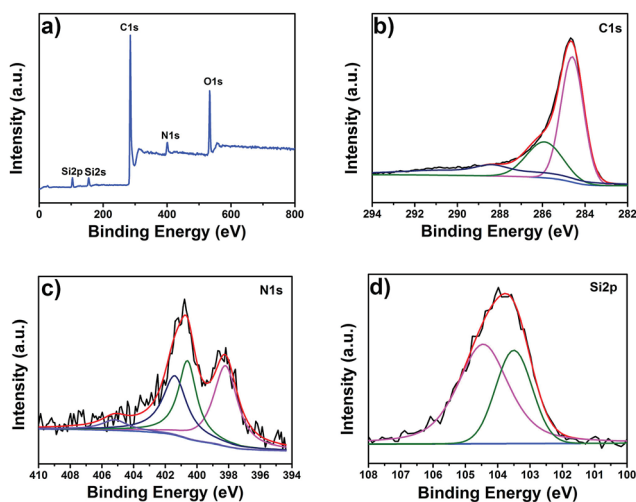 a)
C1s
O1s
N1s
Si2p Si2s
Intensity (a.u.)
0 200 400 600 800
Binding Energy (eV)
b)
C1s
Intensity (a.u.)
294 292 290 288 286 284 282
Binding Energy (eV)
c)
N1s
Intensity (a.u.)
410 408 406 404 402 400 398 396 394
Binding Energy (eV)
d)
Si2p
Intensity (a.u.)
108 107 106 105 104 103 102 101 100
Binding Energy (eV)